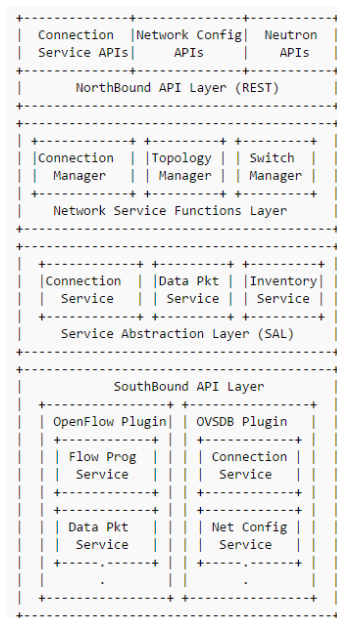 Connection Network Config Neutron
Service APIs APIs APIs
NorthBound API Layer (REST)
Connection Topology Switch
Manager Manager Manager
Network Service Functions Layer
Connection Data Pkt Inventory
Service Service Service
Service Abstraction Layer (SAL)
SouthBound API Layer
OpenFlow Plugin OVSDB Plugin
Flow Prog Connection
Service Service
Data Pkt Net Config
Service Service